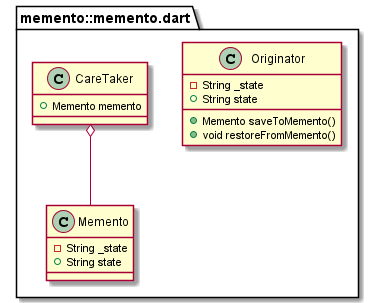 memento::memento.dart
C CareTaker
Memento memento
C Originator
String _state
String state
Memento saveToMemento()
void restoreFromMemento()
C Memento
String _state
String state